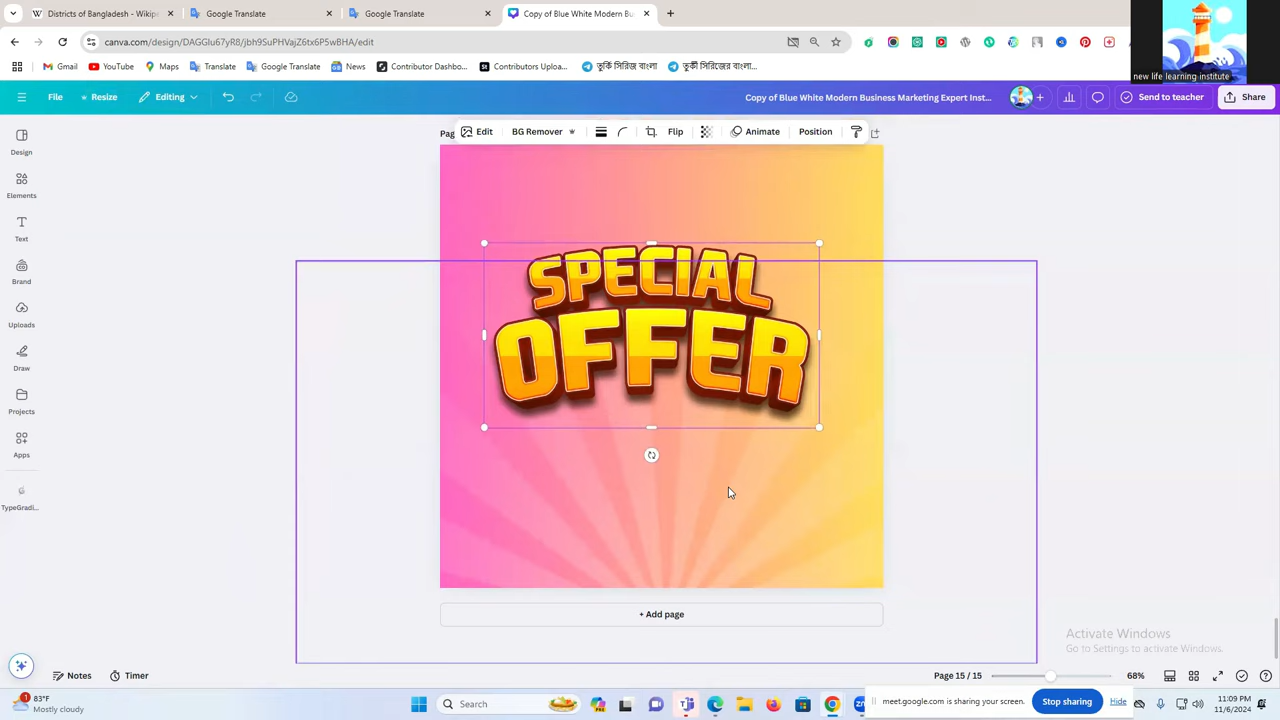 Districts of Bangladesh - Wikip
Google Translate
Google Translate
Copy of Blue White Modern Bu
canva.com/design/DAGGlu67yR8/jbh9SuPHVajZ6tx6P5wBHA/edit
Gmail
YouTube
Maps
Translate
Google Translate
News
Contributor Dashbo...
Contributors Uploa...
তুর্কি সিরিজ বাংলা
তুর্কী সিরিজের বাংলা...
new life learning institute
File
Resize
Editing
Copy of Blue White Modern Business Marketing Expert Inst...
Send to teacher
Share
Pag
Edit
BG Remover
Flip
Animate
Position
Design
Elements
Text
Brand
Uploads
Draw
Projects
Apps
TypeGradi...
SPECIAL
OFFER
+ Add page
Activate Windows
Go to Settings to activate Windows.
Notes
Timer
Page 15 / 15
68%
1
83°F
Mostly cloudy
Search
meet.google.com is sharing your screen.
Stop sharing
Hide
11:09 PM
11/6/2024